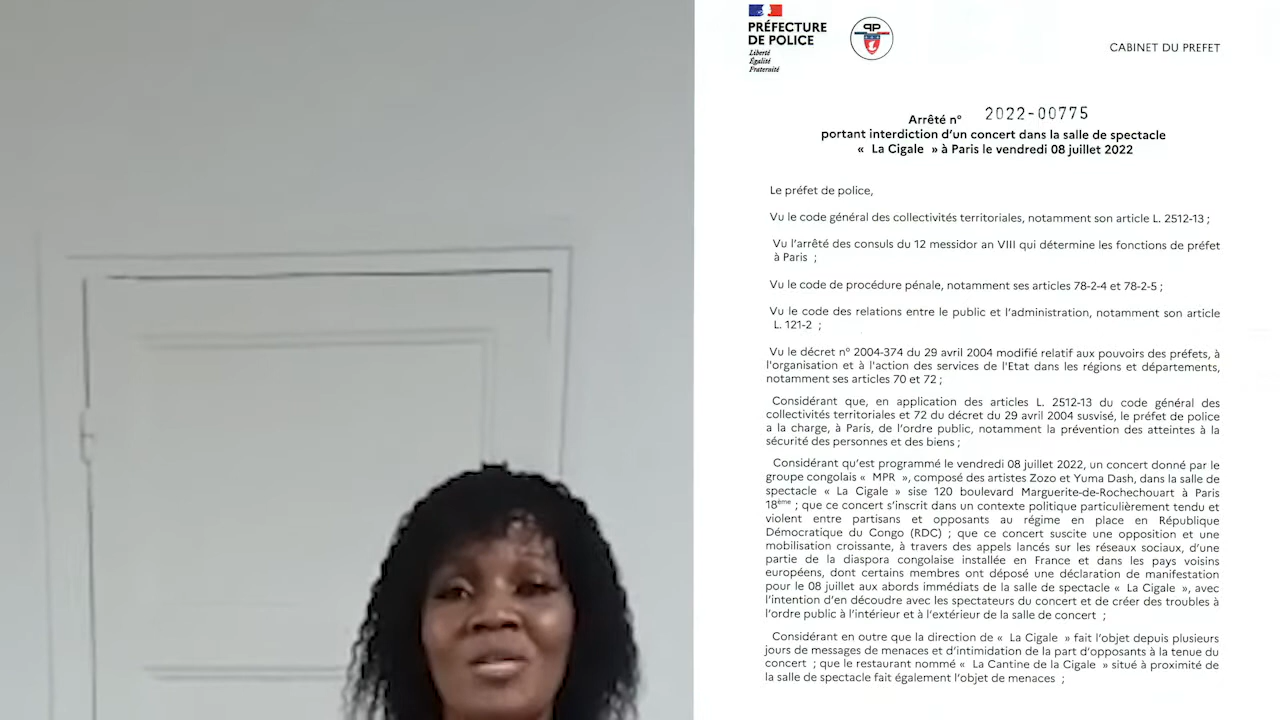 PRÉFECTURE
DE POLICE
Liberté
Égalité
Fraternité
PP
CABINET DU PREFET
Arrêté n° 2022-00775
portant interdiction d'un concert dans la salle de spectacle
« La Cigale » à Paris le vendredi 08 juillet 2022
Le préfet de police,
Vu le code général des collectivités territoriales, notamment son article L. 2512-13 ;
Vu l'arrêté des consuls du 12 messidor an VIII qui détermine les fonctions de préfet
à Paris ;
Vu le code de procédure pénale, notamment ses articles 78-2-4 et 78-2-5 ;
Vu le code des relations entre le public et l'administration, notamment son article
L. 121-2 ;
Vu le décret n° 2004-374 du 29 avril 2004 modifié relatif aux pouvoirs des préfets, à
l'organisation et à l'action des services de l'Etat dans les régions et départements,
notamment ses articles 70 et 72 ;
Considérant que, en application des articles L. 2512-13 du code général des
collectivités territoriales et 72 du décret du 29 avril 2004 susvisé, le préfet de police
a la charge, à Paris, de l'ordre public, notamment la prévention des atteintes à la
sécurité des personnes et des biens ;
Considérant qu'est programmé le vendredi 08 juillet 2022, un concert donné par le
groupe congolais « MPR », composé des artistes Zozo et Yuma Dash, dans la salle de
spectacle « La Cigale » sise 120 boulevard Marguerite-de-Rochechouart à Paris
18ème ; que ce concert s'inscrit dans un contexte politique particulièrement tendu et
violent entre partisans et opposants au régime en place en République
Démocratique du Congo (RDC) ; que ce concert suscite une opposition et une
mobilisation croissante, à travers des appels lancés sur les réseaux sociaux, d'une
partie de la diaspora congolaise installée en France et dans les pays voisins
européens, dont certains membres ont déposé une déclaration de manifestation
pour le 08 juillet aux abords immédiats de la salle de spectacle « La Cigale », avec
l'intention d'en découdre avec les spectateurs du concert et de créer des troubles à
l'ordre public à l'intérieur et à l'extérieur de la salle de concert ;
Considérant en outre que la direction de « La Cigale » fait l'objet depuis plusieurs
jours de messages de menaces et d'intimidation de la part d'opposants à la tenue du
concert ; que le restaurant nommé « La Cantine de la Cigale » situé à proximité de
la salle de spectacle fait également l'objet de menaces ;